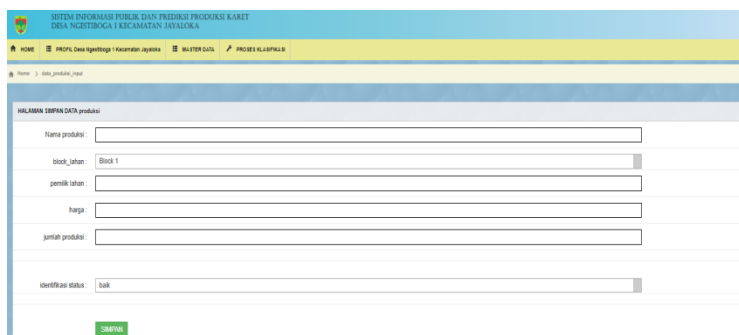 SISTEM INFORMASI PUBLIK DAN PREDIKSI PRODUKSI KARET
DESA NGESTIBOGA I KECAMATAN JAYALOKA
HOME PROFIL Desa Ngestiboga 1 Kecamatan Jayaloka MASTER DATA PROSES KLASIFIKASI
Home > data_produksi_input
HALAMAN SIMPAN DATA produksi
Nama produksi :
block_lahan : Block 1
pemilik lahan :
harga :
jumlah produksi :
identifikasi status : baik
SIMPAN